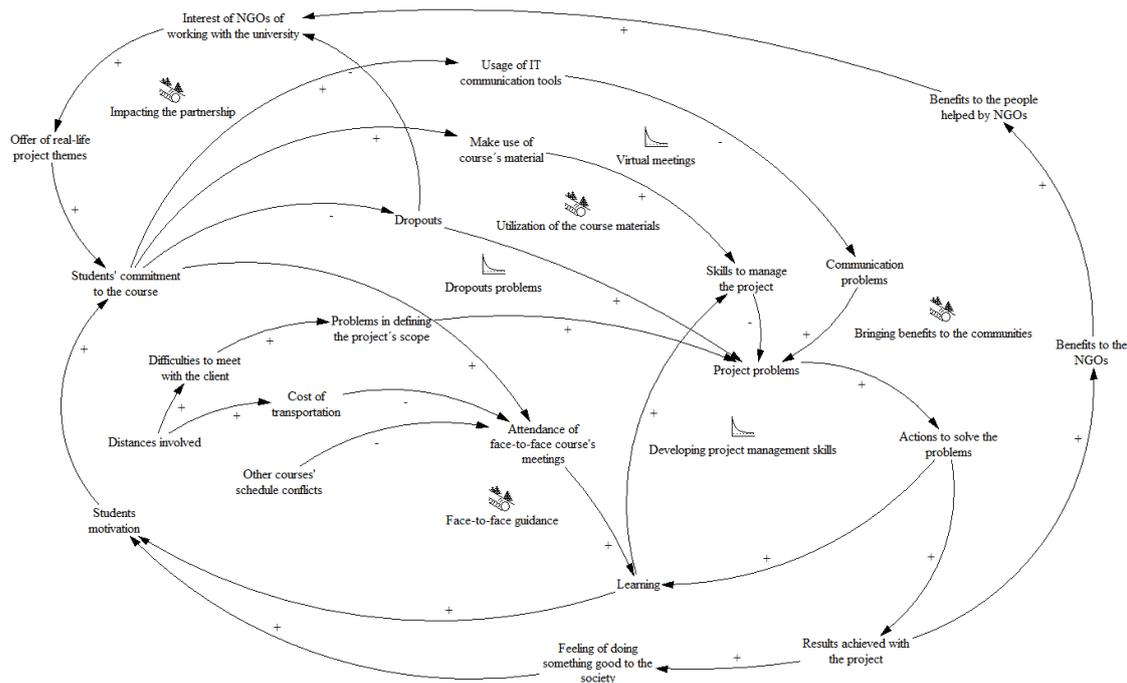 Interest of NGOs of
working with the university
+
+
-
+
Usage of IT
communication tools
Benefits to the people
helped by NGOs
Impacting the partnership
Offer of real-life
project themes
+
Make use of
course´s material
-
Virtual meetings
+
+
+
-
Dropouts
Utilization of the course materials
Students' commitment
to the course
Dropouts problems
Skills to manage
the project
Communication
problems
+
Problems in defining
the project´s scope
+
-
+
Bringing benefits to the communities
+
+
Difficulties to meet
with the client
+
Project problems
Benefits to the
NGOs
+
Cost of
transportation
-
+
+
+
Distances involved
-
Attendance of
face-to-face course's
meetings
Developing project management skills
Actions to solve the
problems
+
Other courses'
schedule conflicts
Students
motivation
Face-to-face guidance
+
+
+
Learning
+
+
Feeling of doing
something good to the
society
+
Results achieved with
the project